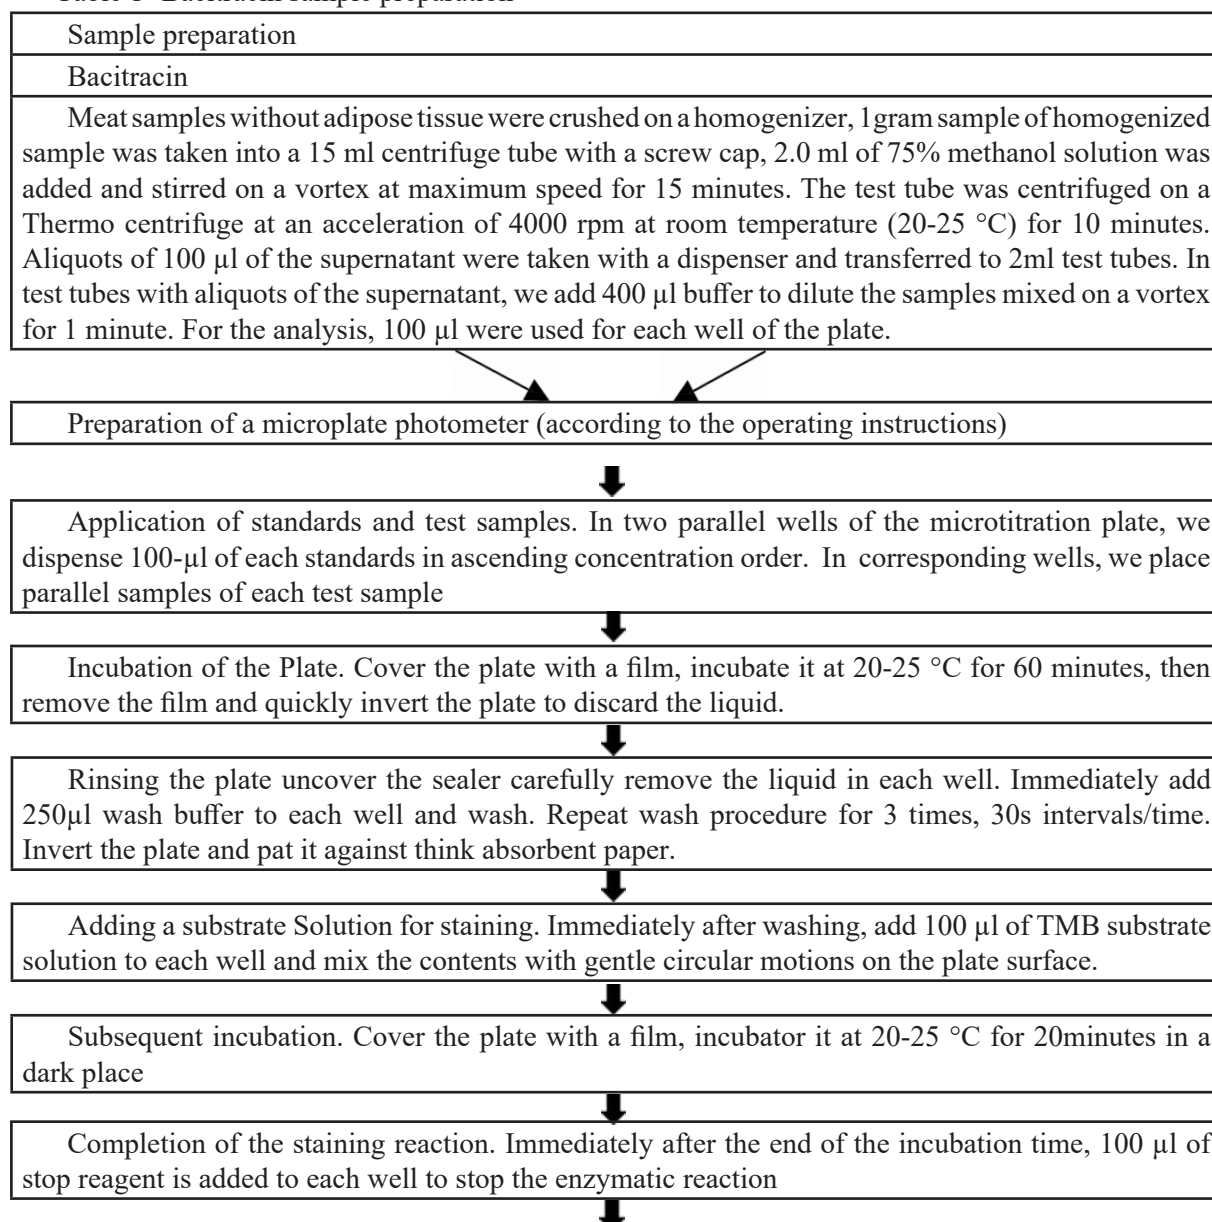 Table 1- Bacitracin sample preparation
Sample preparation
Bacitracin
Meat samples without adipose tissue were crushed on a homogenizer, 1gram sample of homogenized
sample was taken into a 15 ml centrifuge tube with a screw cap, 2.0 ml of 75% methanol solution was
added and stirred on a vortex at maximum speed for 15 minutes. The test tube was centrifuged on a
Thermo centrifuge at an acceleration of 4000 rpm at room temperature (20-25 °C) for 10 minutes.
Aliquots of 100 µl of the supernatant were taken with a dispenser and transferred to 2ml test tubes. In
test tubes with aliquots of the supernatant, we add 400 µl buffer to dilute the samples mixed on a vortex
for 1 minute. For the analysis, 100 µl were used for each well of the plate.
Preparation of a microplate photometer (according to the operating instructions)
Application of standards and test samples. In two parallel wells of the microtitration plate, we
dispense 100-µl of each standards in ascending concentration order. In corresponding wells, we place
parallel samples of each test sample
Incubation of the Plate. Cover the plate with a film, incubate it at 20-25 °C for 60 minutes, then
remove the film and quickly invert the plate to discard the liquid.
Rinsing the plate uncover the sealer carefully remove the liquid in each well. Immediately add
250µl wash buffer to each well and wash. Repeat wash procedure for 3 times, 30s intervals/time.
Invert the plate and pat it against think absorbent paper.
Adding a substrate Solution for staining. Immediately after washing, add 100 µl of TMB substrate
solution to each well and mix the contents with gentle circular motions on the plate surface.
Subsequent incubation. Cover the plate with a film, incubator it at 20-25 °C for 20minutes in a
dark place
Completion of the staining reaction. Immediately after the end of the incubation time, 100 µl of
stop reagent is added to each well to stop the enzymatic reaction